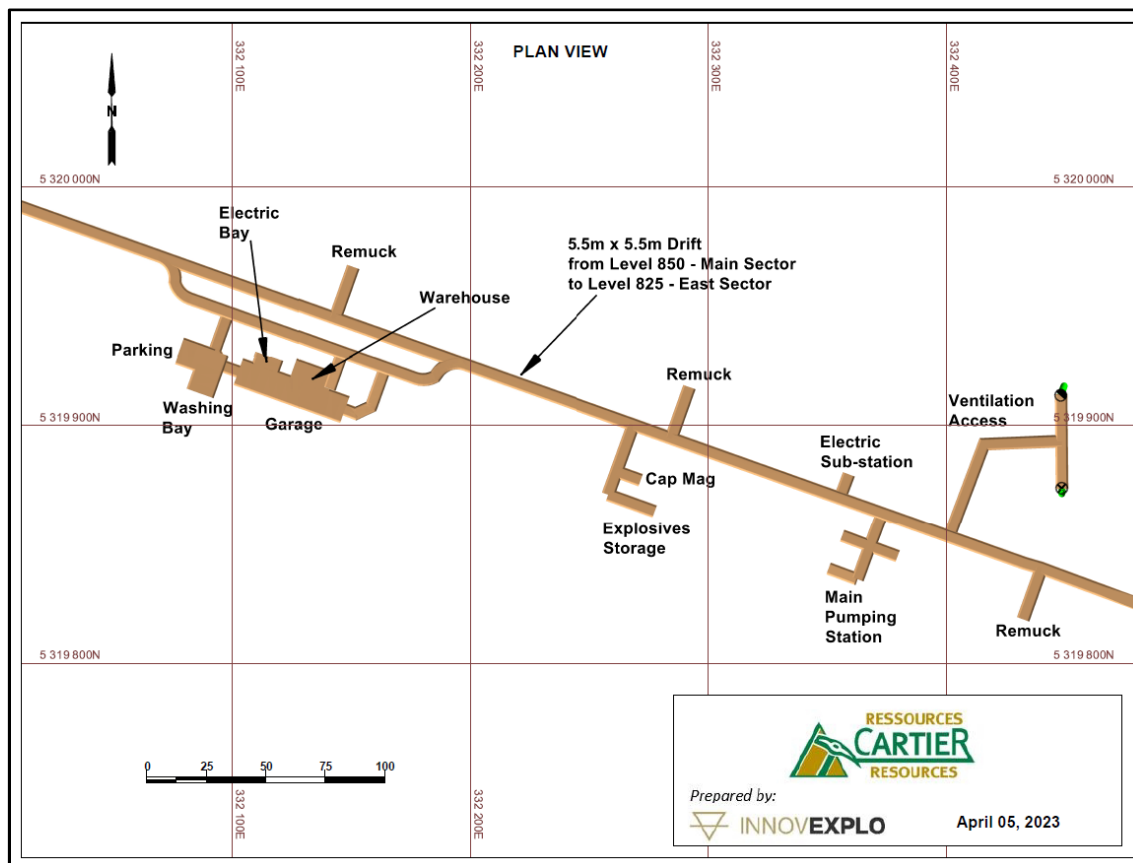 PLAN VIEW
332 100E
332 200E
332 300E
332 400E
N
5 320 000N
5 320 000N
Electric
Bay
Remuck
5.5m x 5.5m Drift
from Level 850 - Main Sector
to Level 825 - East Sector
Warehouse
Parking
Washing
Bay
Garage
Remuck
Ventilation
Access
5 319 900N
5 319 900N
Electric
Sub-station
Cap Mag
Explosives
Storage
Main
Pumping
Station
Remuck
5 319 800N
5 319 800N
0 25 50 75 100
332 100E
332 200E
RESSOURCES
CARTIER
RESOURCES
Prepared by:
INNOVEXPLO
April 05, 2023